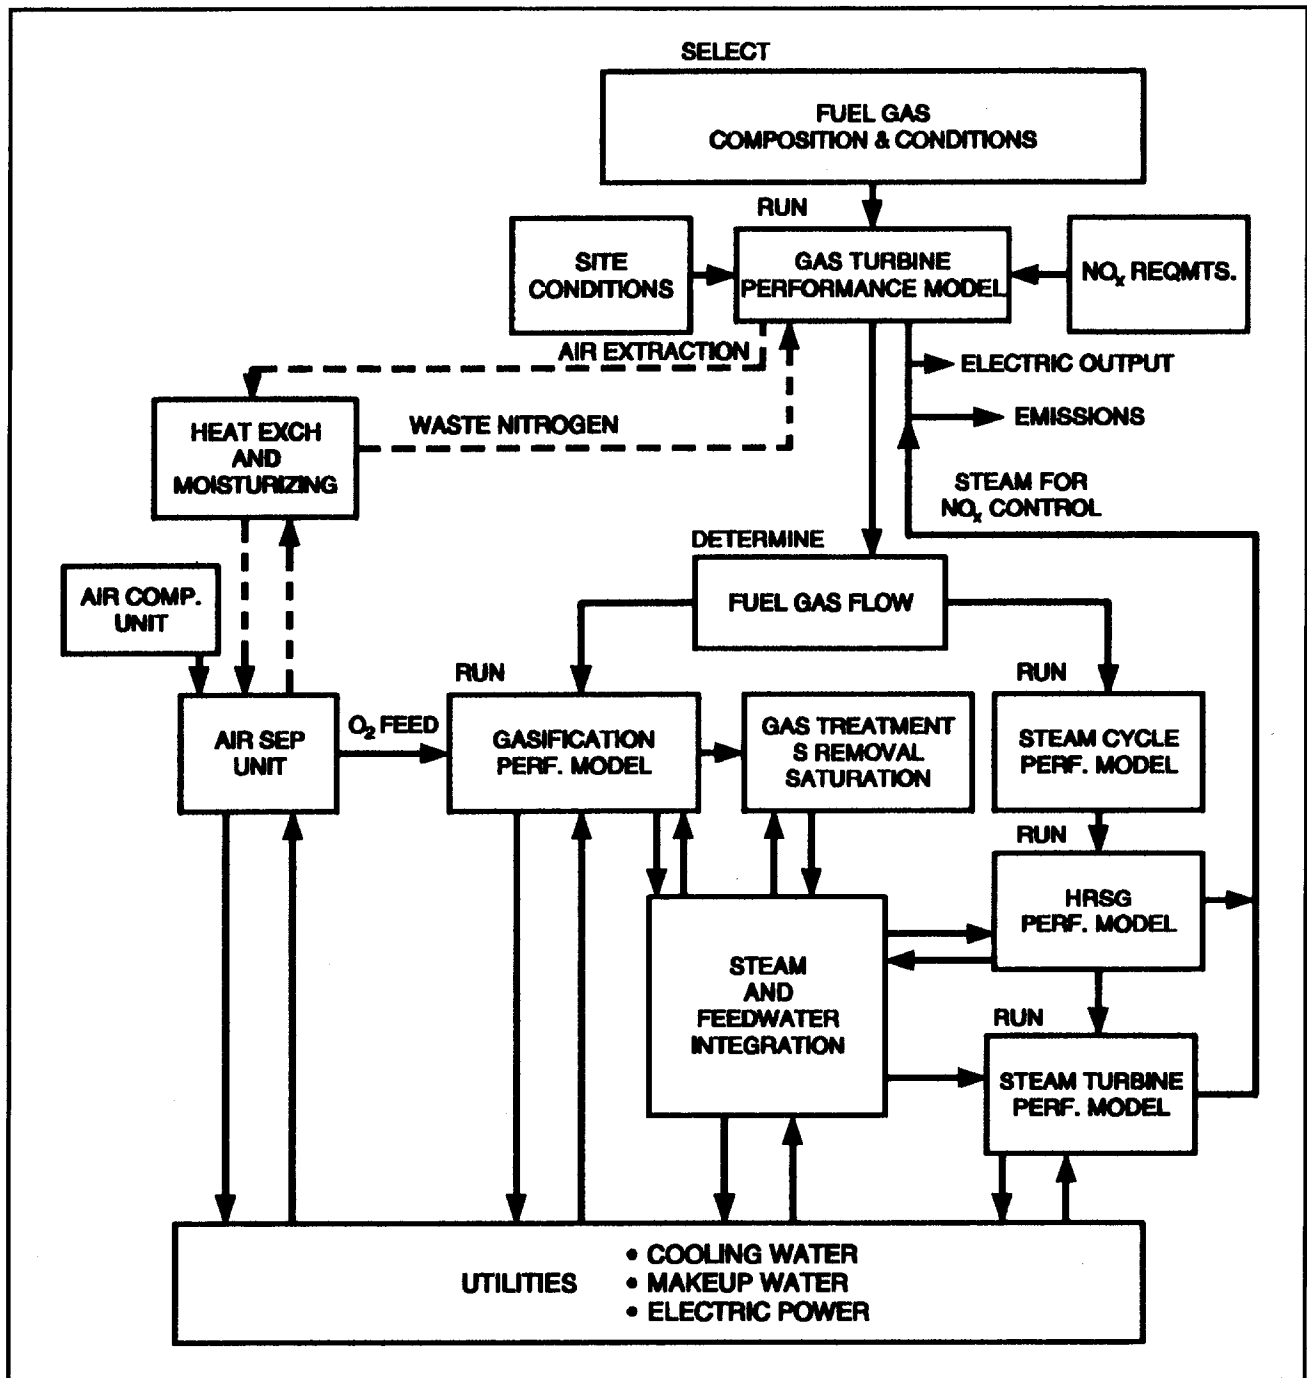 SELECT
FUEL GAS
COMPOSITION & CONDITIONS
RUN
SITE
CONDITIONS
GAS TURBINE
PERFORMANCE MODEL
NOx REQMTS.
AIR EXTRACTION
ELECTRIC OUTPUT
HEAT EXCH
AND
MOISTURIZING
WASTE NITROGEN
EMISSIONS
STEAM FOR
NOx CONTROL
DETERMINE
AIR COMP.
UNIT
FUEL GAS FLOW
RUN
RUN
AIR SEP
UNIT
O2 FEED
GASIFICATION
PERF. MODEL
GAS TREATMENT
S REMOVAL
SATURATION
STEAM CYCLE
PERF. MODEL
RUN
HRSG
PERF. MODEL
STEAM
AND
FEEDWATER
INTEGRATION
RUN
STEAM TURBINE
PERF. MODEL
UTILITIES
• COOLING WATER
• MAKEUP WATER
• ELECTRIC POWER